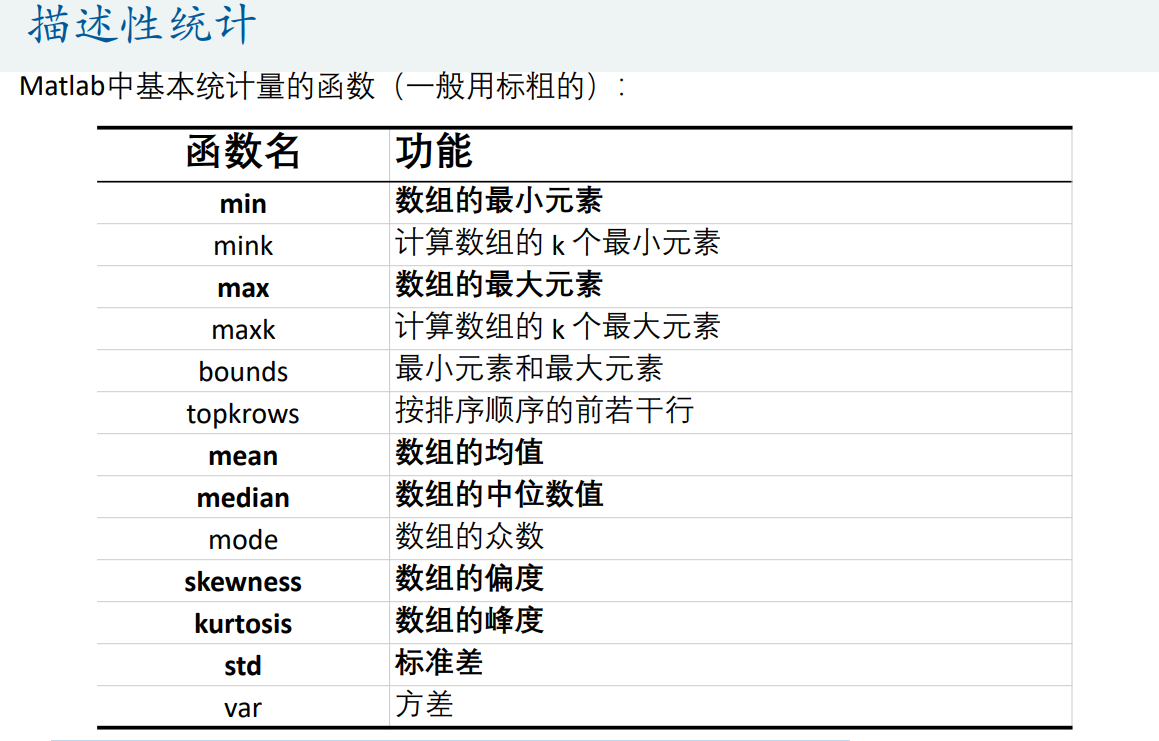 描述性统计
Matlab中基本统计量的函数（一般用标粗的）：
函数名 功能
min 数组的最小元素
mink 计算数组的 k 个最小元素
max 数组的最大元素
maxk 计算数组的 k 个最大元素
bounds 最小元素和最大元素
topkrows 按排序顺序的前若干行
mean 数组的均值
median 数组的中位数值
mode 数组的众数
skewness 数组的偏度
kurtosis 数组的峰度
std 标准差
var 方差